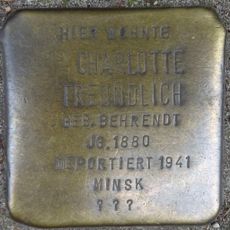 HIER WOHNTE
CHARLOTTE
FREUNDLICH
GEB. BEHRENDT
JG. 1880
DEPORTIERT 1941
MINSK
? ? ?